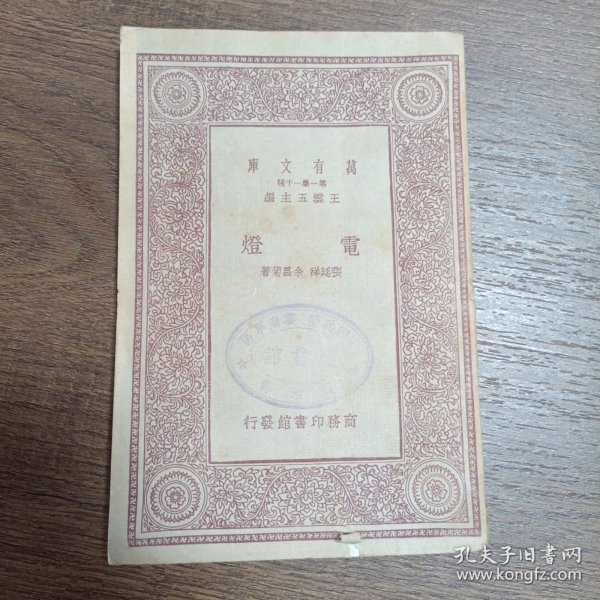 萬有文庫
第一集一千種
王雲五主編
電燈
張延祥 余昌菊著
商務印書館發行
孔夫子旧书网
www.kongfz.com